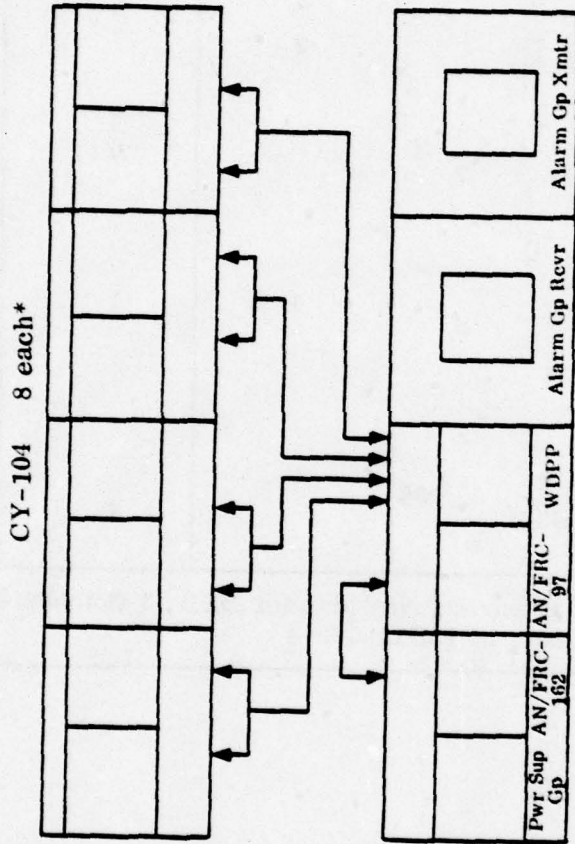 CY-104 8 each*
Pwr Sup
Gp
AN/FRC-
162
AN/FRC-
97
WDPP
Alarm Gp Rcvr
Alarm Gp Xmtr